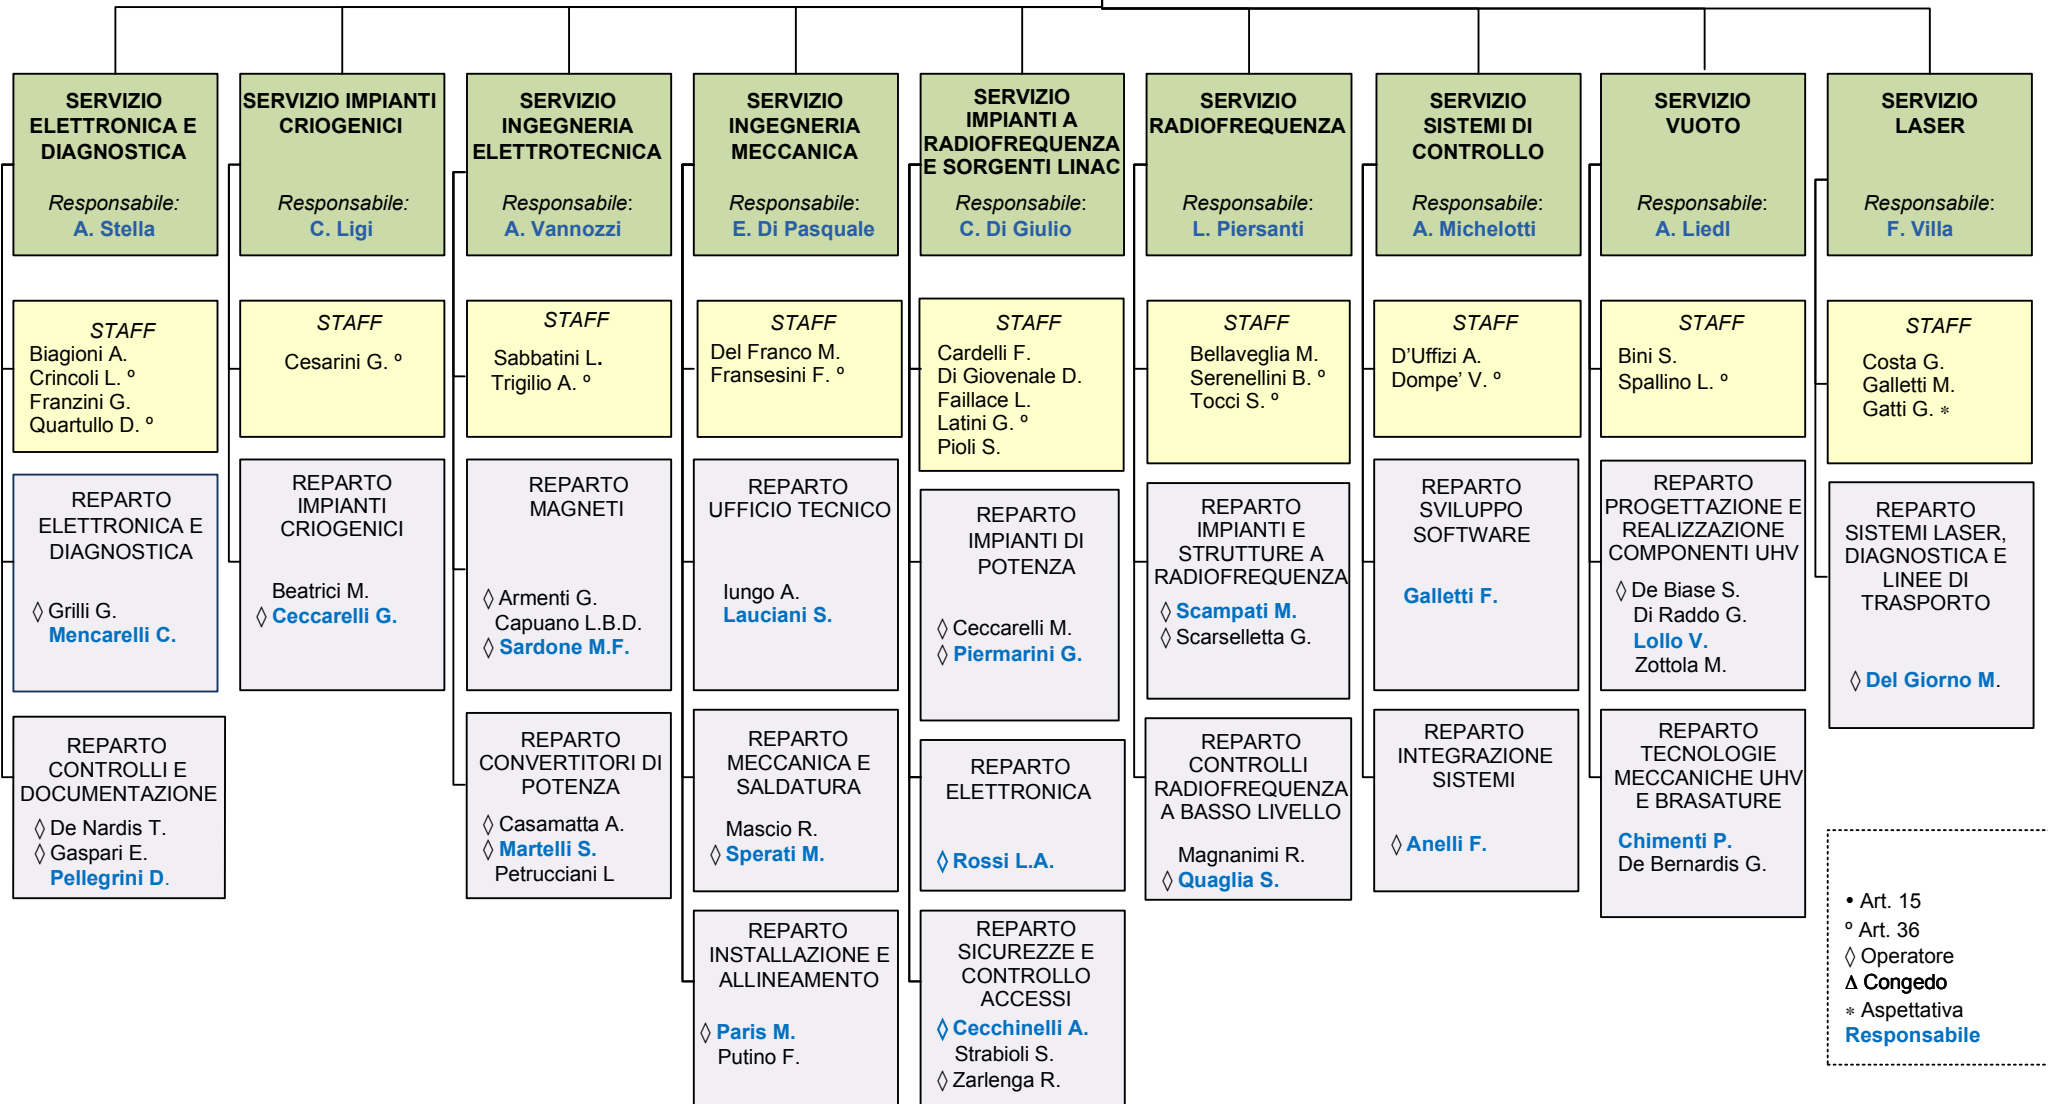 SERVIZIO
ELETTRONICA E
DIAGNOSTICA
Responsabile:
A. Stella
STAFF
Biagioni A.
Crincoli L. º
Franzini G.
Quartullo D. º
REPARTO
ELETTRONICA E
DIAGNOSTICA
◊ Grilli G.
Mencarelli C.
REPARTO
CONTROLLI E
DOCUMENTAZIONE
◊ De Nardis T.
◊ Gaspari E.
Pellegrini D.
SERVIZIO IMPIANTI
CRIOGENICI
Responsabile:
C. Ligi
STAFF
Cesarini G. º
REPARTO
IMPIANTI
CRIOGENICI
Beatrici M.
◊ Ceccarelli G.
SERVIZIO
INGEGNERIA
ELETTROTECNICA
Responsabile:
A. Vannozzi
STAFF
Sabbatini L.
Trigilio A. º
REPARTO
MAGNETI
◊ Armenti G.
Capuano L.B.D.
◊ Sardone M.F.
REPARTO
CONVERTITORI DI
POTENZA
◊ Casamatta A.
◊ Martelli S.
Petrucciani L
SERVIZIO
INGEGNERIA
MECCANICA
Responsabile:
E. Di Pasquale
STAFF
Del Franco M.
Fransesini F. º
REPARTO
UFFICIO TECNICO
Iungo A.
Lauciani S.
REPARTO
MECCANICA E
SALDATURA
Mascio R.
◊ Sperati M.
REPARTO
INSTALLAZIONE E
ALLINEAMENTO
◊ Paris M.
Putino F.
SERVIZIO
IMPIANTI A
RADIOFREQUENZA
E SORGENTI LINAC
Responsabile:
C. Di Giulio
STAFF
Cardelli F.
Di Giovenale D.
Faillace L.
Latini G. º
Pioli S.
REPARTO
IMPIANTI DI
POTENZA
◊ Ceccarelli M.
◊ Piermarini G.
REPARTO
ELETTRONICA
◊ Rossi L.A.
REPARTO
SICUREZZE E
CONTROLLO
ACCESSI
◊ Cecchinelli A.
Strabioli S.
◊ Zarlenga R.
SERVIZIO
RADIOFREQUENZA
Responsabile:
L. Piersanti
STAFF
Bellaveglia M.
Serenellini B. º
Tocci S. º
REPARTO
IMPIANTI E
STRUTTURE A
RADIOFREQUENZA
◊ Scampati M.
◊ Scarselletta G.
REPARTO
CONTROLLI
RADIOFREQUENZA
A BASSO LIVELLO
Magnanimi R.
◊ Quaglia S.
SERVIZIO
SISTEMI DI
CONTROLLO
Responsabile:
A. Michelotti
STAFF
D'Uffizi A.
Dompe’ V. º
REPARTO
SVILUPPO
SOFTWARE
Galletti F.
REPARTO
INTEGRAZIONE
SISTEMI
◊ Anelli F.
SERVIZIO
VUOTO
Responsabile:
A. Liedl
STAFF
Bini S.
Spallino L. º
REPARTO
PROGETTAZIONE E
REALIZZAZIONE
COMPONENTI UHV
◊ De Biase S.
Di Raddo G.
Lollo V.
Zottola M.
REPARTO
TECNOLOGIE
MECCANICHE UHV
E BRASATURE
Chimenti P.
De Bernardis G.
SERVIZIO
LASER
Responsabile:
F. Villa
STAFF
Costa G.
Galletti M.
Gatti G. *
REPARTO
SISTEMI LASER,
DIAGNOSTICA E
LINEE DI
TRASPORTO
◊ Del Giorno M.
• Art. 15
º Art. 36
◊ Operatore
Δ Congedo
* Aspettativa
Responsabile